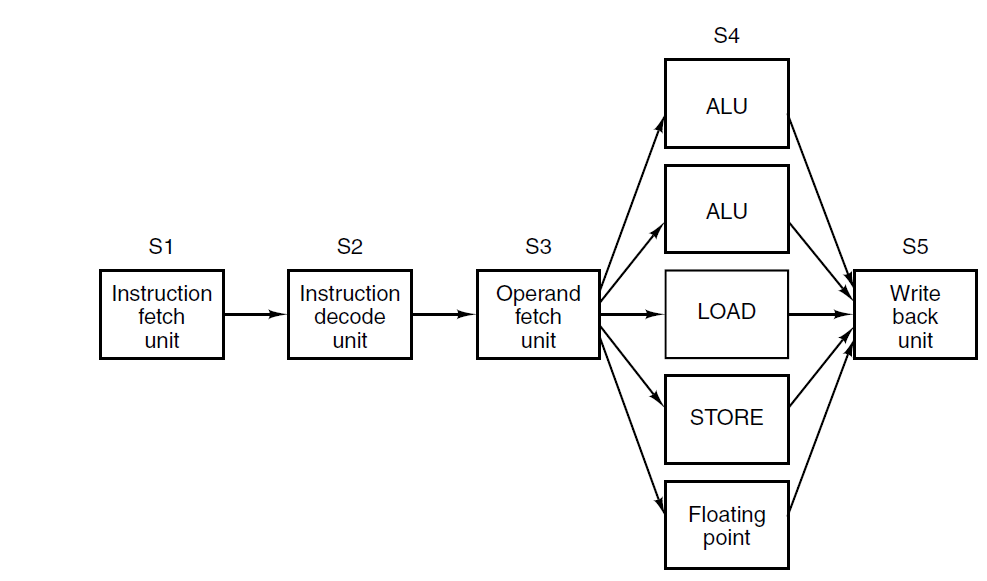 S4
ALU
ALU
S1
S2
S3
S5
Instruction
fetch
unit
Instruction
decode
unit
Operand
fetch
unit
LOAD
Write
back
unit
STORE
Floating
point